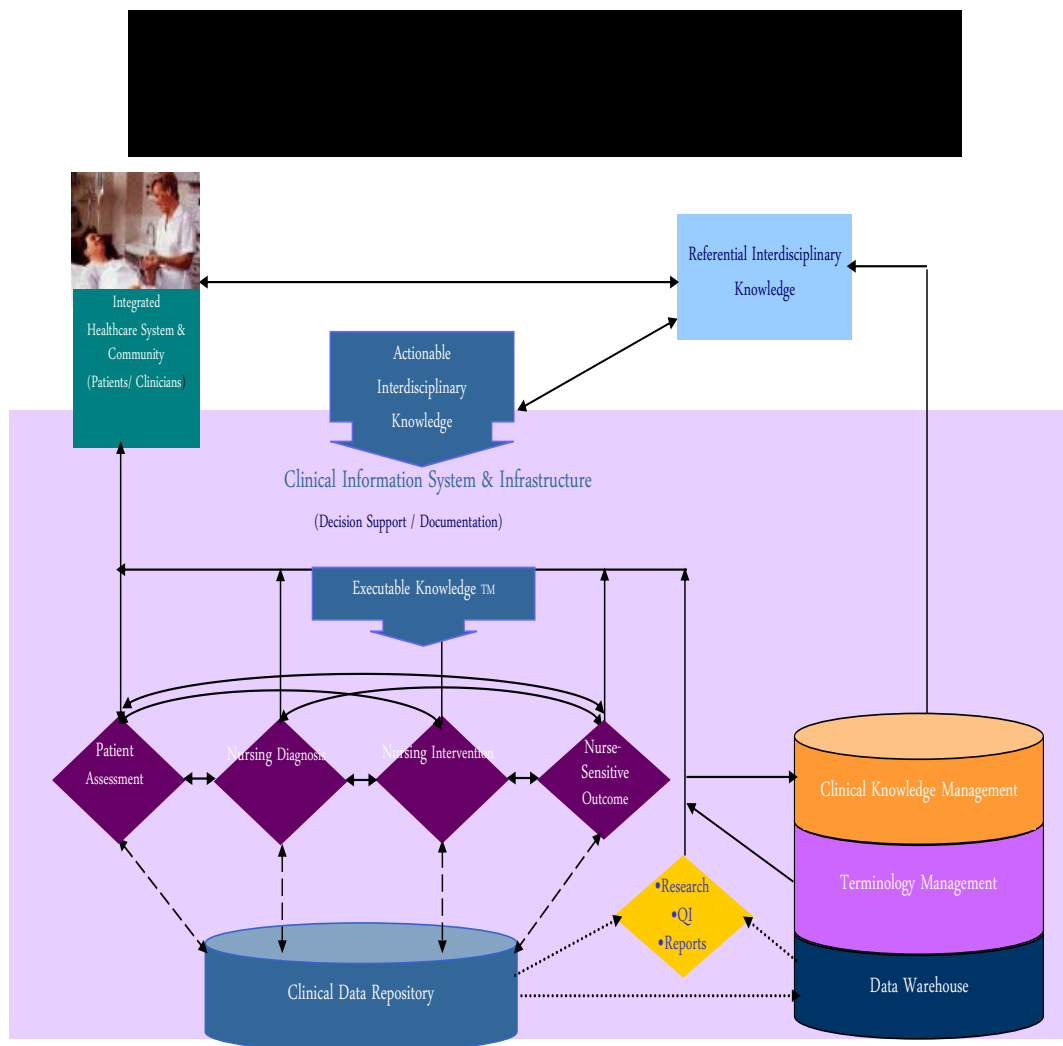 Referential Interdisciplinary
Knowledge
Integrated
Healthcare System &
Community
(Patients/ Clinicians)
Actionable
Interdisciplinary
Knowledge
Clinical Information System & Infrastructure
(Decision Support / Documentation)
Executable Knowledge TM
Patient
Assessment
Nursing Diagnosis
Nursing Intervention
Nurse-
Sensitive
Outcome
Clinical Knowledge Management
Terminology Management
Data Warehouse
•Research
•QI
•Reports
Clinical Data Repository